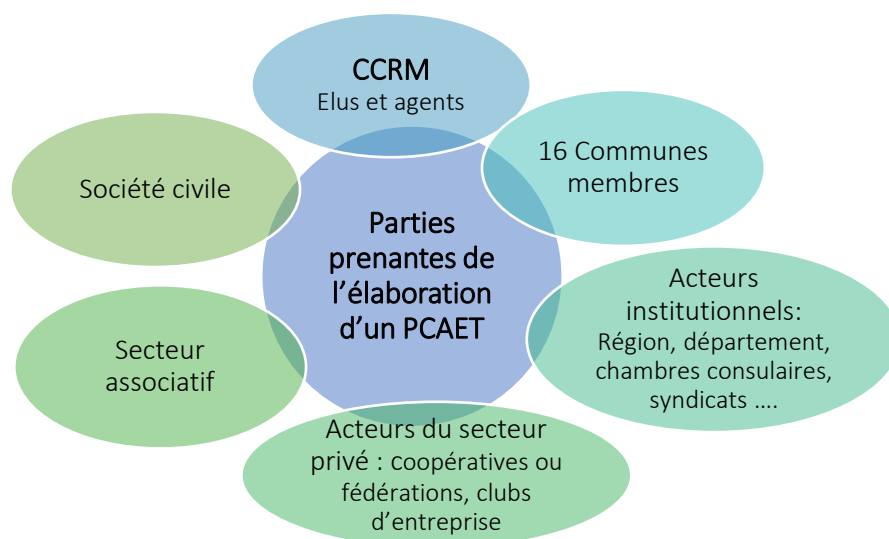 CCRM
Elus et agents
16 Communes
membres
Société civile
Parties
prenantes de
l'élaboration
d'un PCAET
Acteurs
institutionnels:
Région, département,
chambres consulaires,
syndicats ….
Secteur
associatif
Acteurs du secteur
privé : coopératives ou
fédérations, clubs
d'entreprise